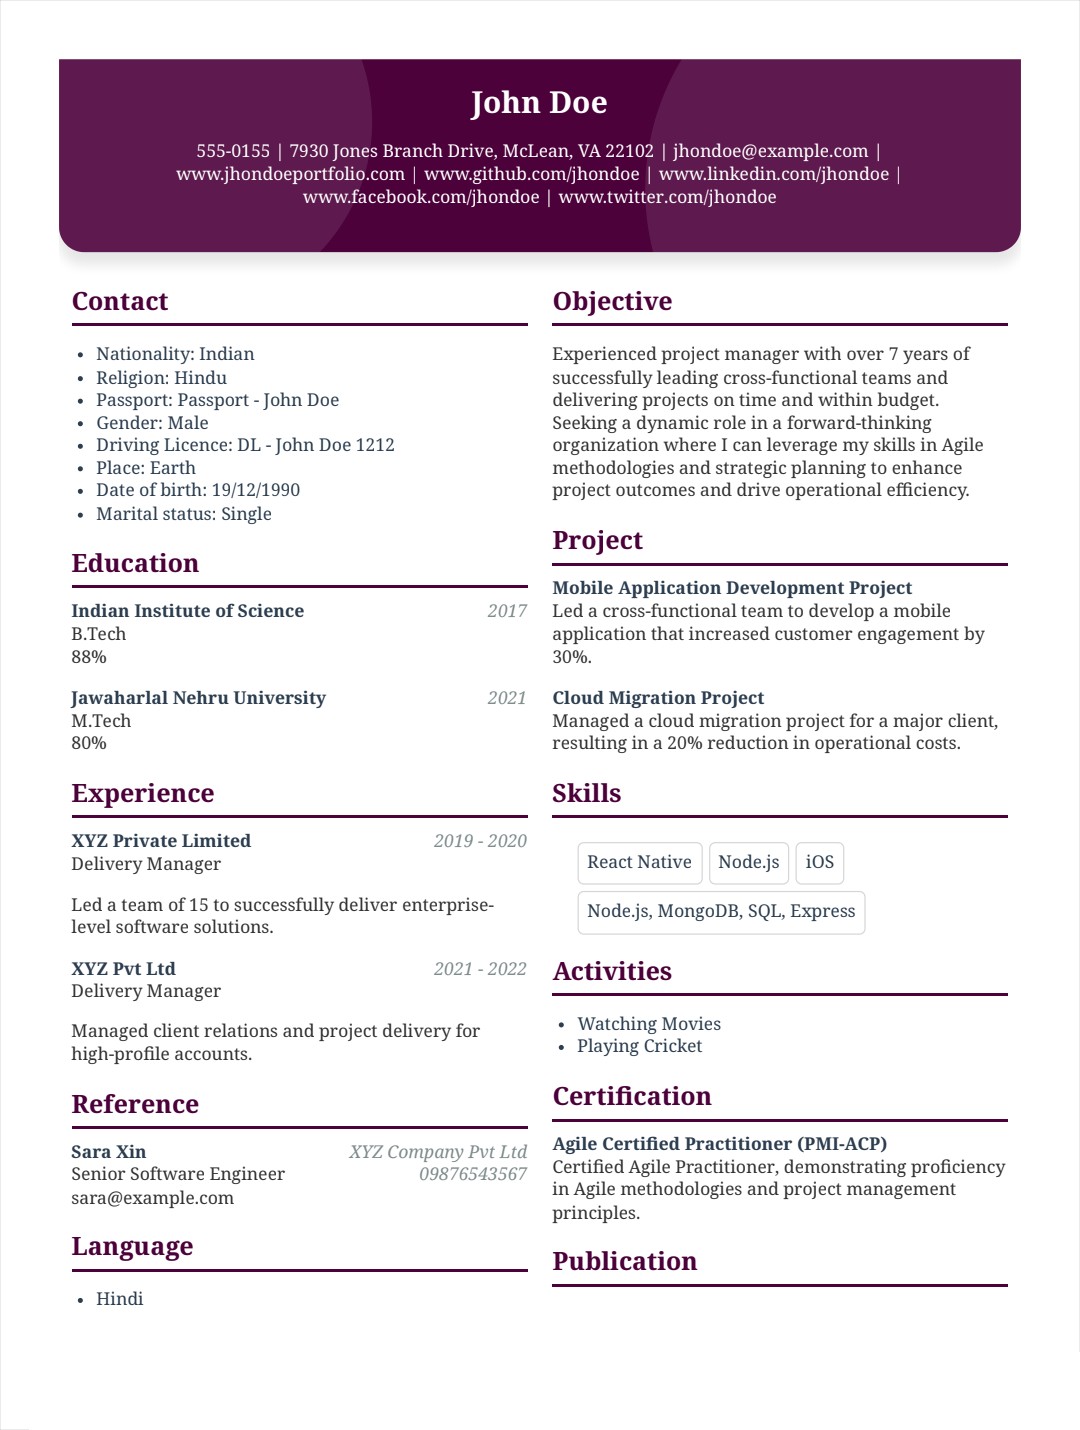 John Doe
555-0155 | 7930 Jones Branch Drive, McLean, VA 22102 | jhondoe@example.com |
www.jhondoeportfolio.com | www.github.com/jhondoe | www.linkedin.com/jhondoe |
www.facebook.com/jhondoe | www.twitter.com/jhondoe
Contact
• Nationality: Indian
• Religion: Hindu
• Passport: Passport - John Doe
• Gender: Male
• Driving Licence: DL - John Doe 1212
• Place: Earth
• Date of birth: 19/12/1990
• Marital status: Single
Education
Indian Institute of Science 2017
B.Tech
88%
Jawaharlal Nehru University 2021
M.Tech
80%
Experience
XYZ Private Limited 2019 - 2020
Delivery Manager
Led a team of 15 to successfully deliver enterprise-
level software solutions.
XYZ Pvt Ltd 2021 - 2022
Delivery Manager
Managed client relations and project delivery for
high-profile accounts.
Reference
Sara Xin XYZ Company Pvt Ltd
Senior Software Engineer 09876543567
sara@example.com
Language
• Hindi
Objective
Experienced project manager with over 7 years of
successfully leading cross-functional teams and
delivering projects on time and within budget.
Seeking a dynamic role in a forward-thinking
organization where I can leverage my skills in Agile
methodologies and strategic planning to enhance
project outcomes and drive operational efficiency.
Project
Mobile Application Development Project
Led a cross-functional team to develop a mobile
application that increased customer engagement by
30%.
Cloud Migration Project
Managed a cloud migration project for a major client,
resulting in a 20% reduction in operational costs.
Skills
React Native Node.js iOS
Node.js, MongoDB, SQL, Express
Activities
• Watching Movies
• Playing Cricket
Certification
Agile Certified Practitioner (PMI-ACP)
Certified Agile Practitioner, demonstrating proficiency
in Agile methodologies and project management
principles.
Publication